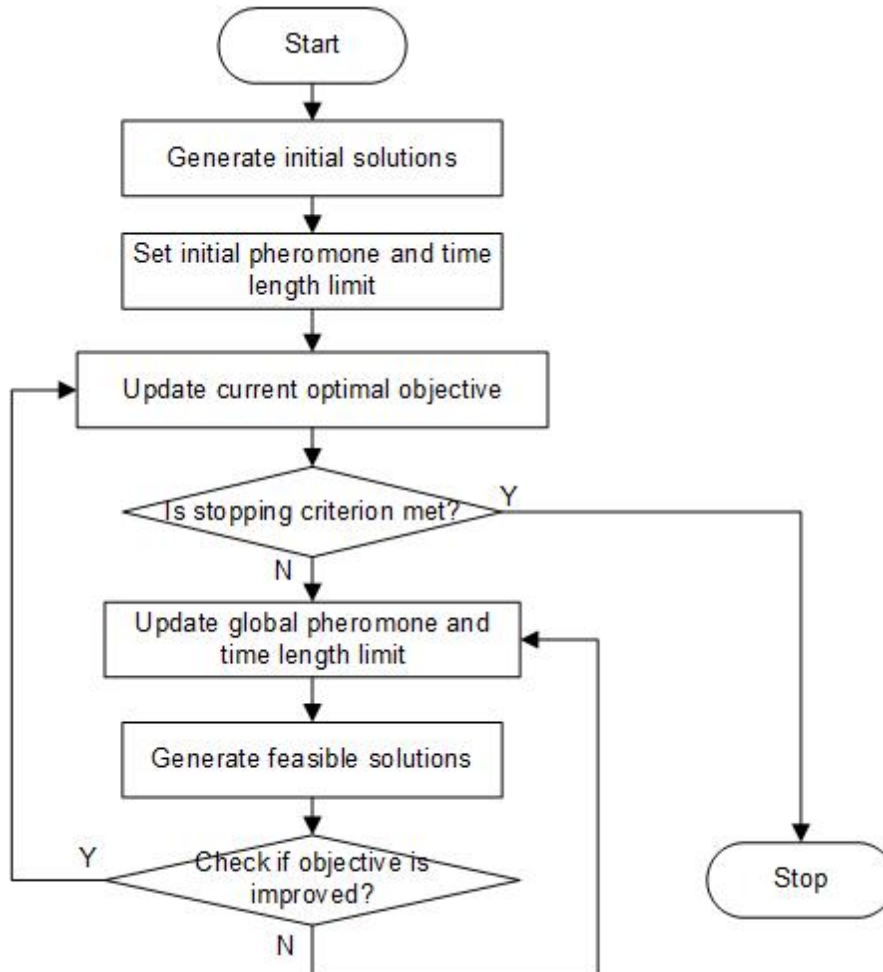 Start
Generate initial solutions
Set initial pheromone and time
length limit
Update current optimal objective
Is stopping criterion met?
Y
N
Update global pheromone and
time length limit
Generate feasible solutions
Y
Check if objective is
improved?
Stop
N